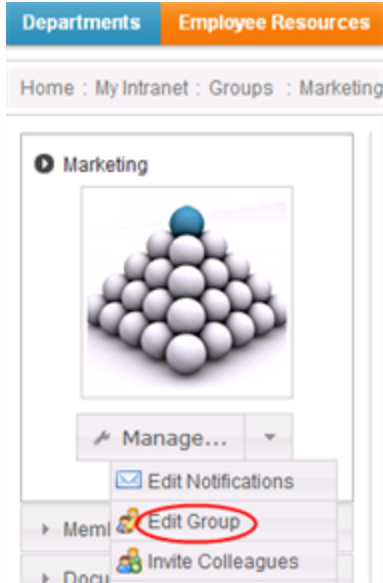 Departments Employee Resources
Home : My Intranet : Groups : Marketing
Marketing
Manage...
Edit Notifications
Edit Group
Invite Colleagues